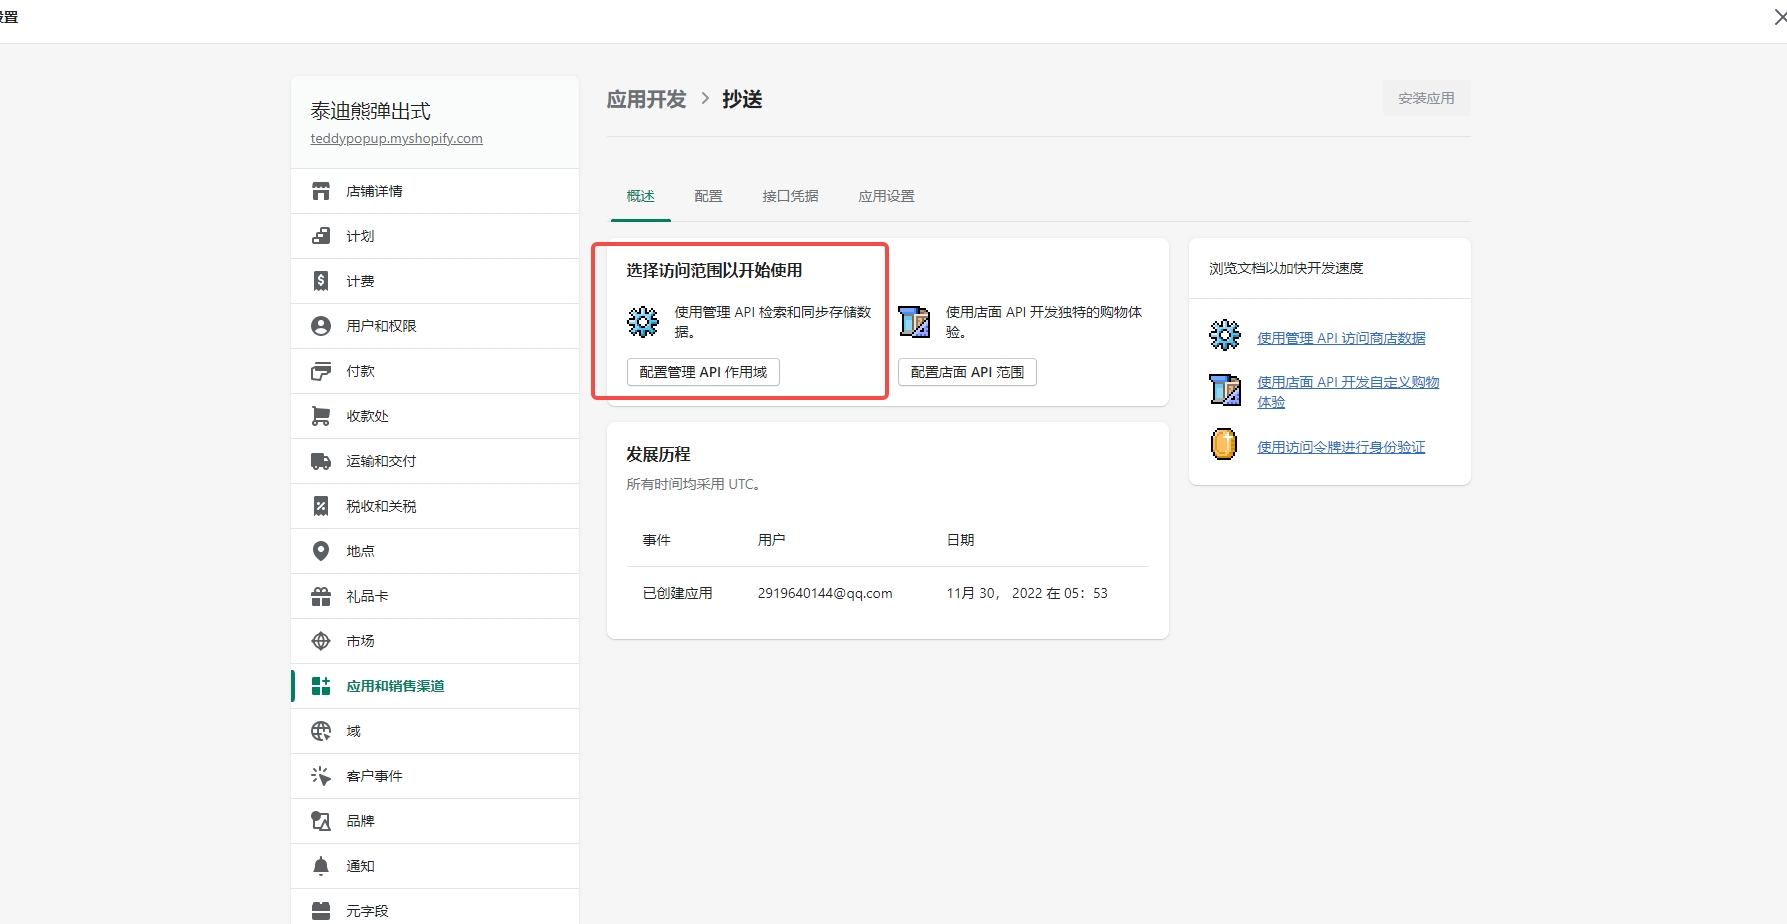 设置
泰迪熊弹出式
teddypopup.myshopify.com
店铺详情
计划
计费
用户和权限
付款
收款处
运输和交付
税收和关税
地点
礼品卡
市场
应用和销售渠道
域
客户事件
品牌
通知
元字段
应用开发 > 抄送
安装应用
概述 配置 接口凭据 应用设置
选择访问范围以开始使用
使用管理 API 检索和同步存储数
据。
配置管理 API 作用域
使用店面 API 开发独特的购物体
验。
配置店面 API 范围
发展历程
所有时间均采用 UTC。
事件 用户 日期
已创建应用 2919640144@qq.com 11月 30， 2022 在 05：53
浏览文档以加快开发速度
使用管理 API 访问商店数据
使用店面 API 开发自定义购物
体验
使用访问令牌进行身份验证